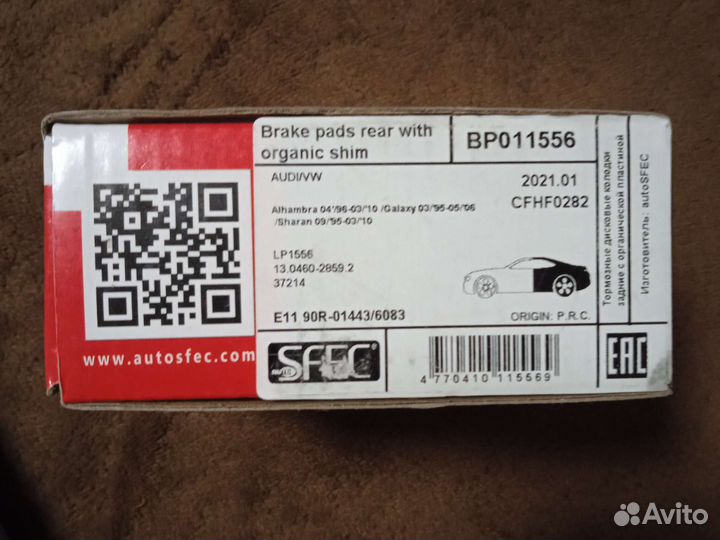 Brake pads rear with
organic shim
BP011556
AUDI/VW
2021.01
CFHF0282
Alhambra 04'/96-03/'10 /Galaxy 03/'95-05/'06
/Sharan 09/'95-03/'10
LP1556
13.0460-2859.2
37214
E11 90R-01443/6083
ORIGIN: P.R.C.
www.autosfec.com
auto
SFEC
4 770410 115569
Тормозные дисковые колодки
задние с органической пластиной
Изготовитель: autoSFEC
EAC
Avito